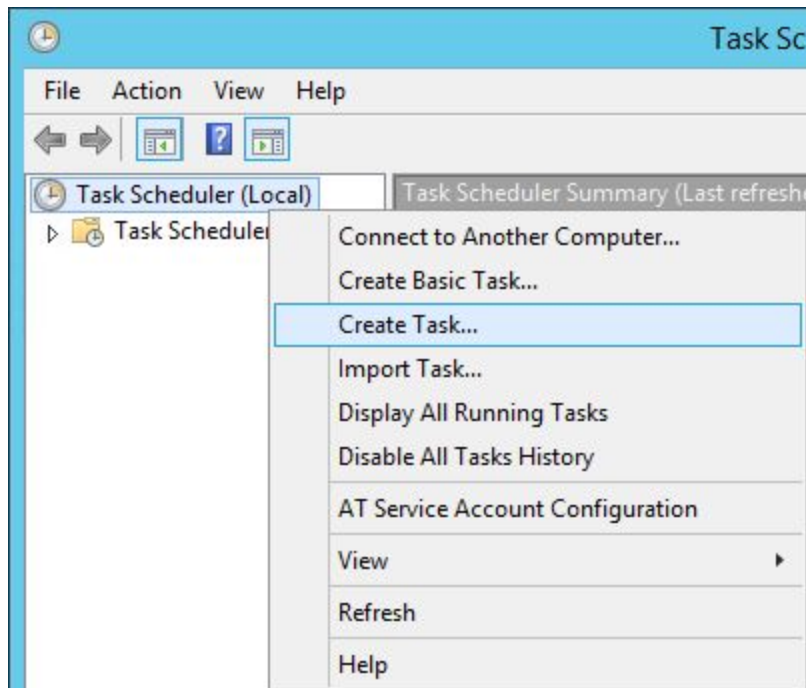 Task Sc
File Action View Help
Task Scheduler (Local)
Task Scheduler Summary (Last refreshe
Task Scheduler
Connect to Another Computer...
Create Basic Task...
Create Task...
Import Task...
Display All Running Tasks
Disable All Tasks History
AT Service Account Configuration
View
Refresh
Help